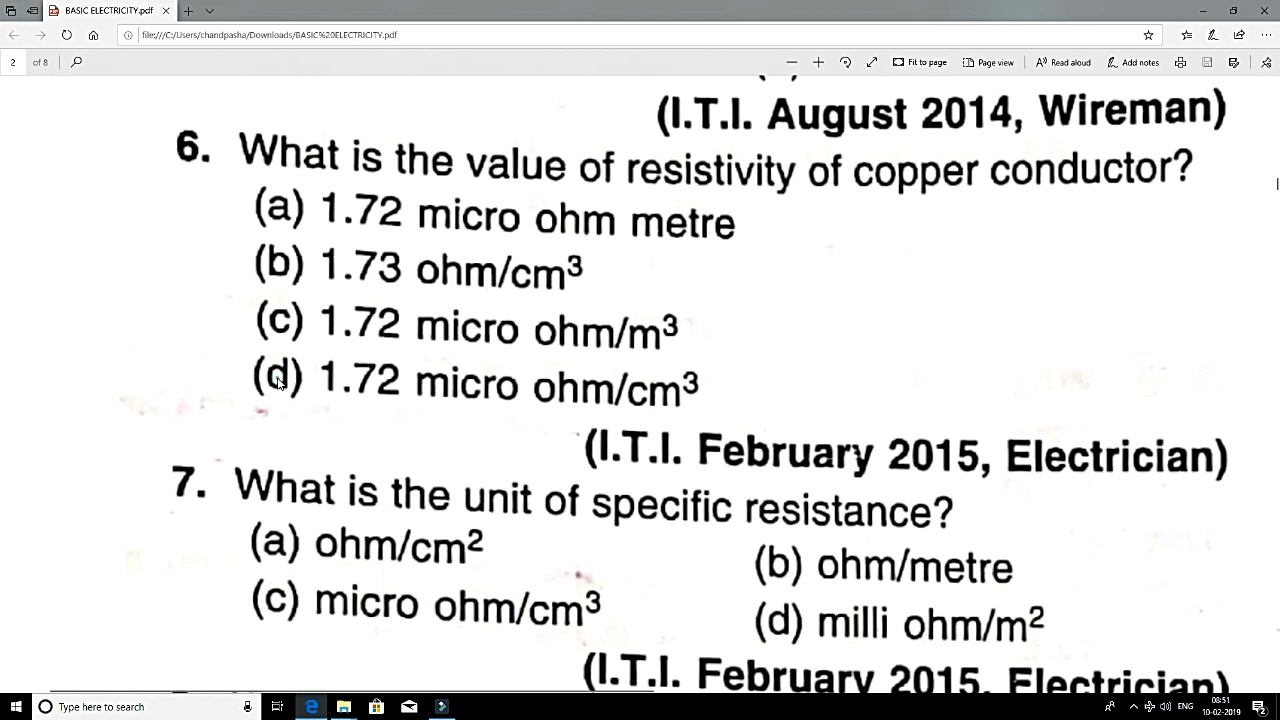 BASIC ELECTRICITY.pdf
file:///C:/Users/chandpasha/Downloads/BASIC%20ELECTRICITY.pdf
2 of 8
Fit to page
Page view
Read aloud
Add notes
(I.T.I. August 2014, Wireman)
6. What is the value of resistivity of copper conductor?
(a) 1.72 micro ohm metre
(b) 1.73 ohm/cm³
(c) 1.72 micro ohm/m³
(d) 1.72 micro ohm/cm³
(I.T.I. February 2015, Electrician)
7. What is the unit of specific resistance?
(a) ohm/cm² (b) ohm/metre
(c) micro ohm/cm³ (d) milli ohm/m²
(I.T.I. February 2015, Electrician)
Type here to search
ENG
08:51
10-02-2019
2